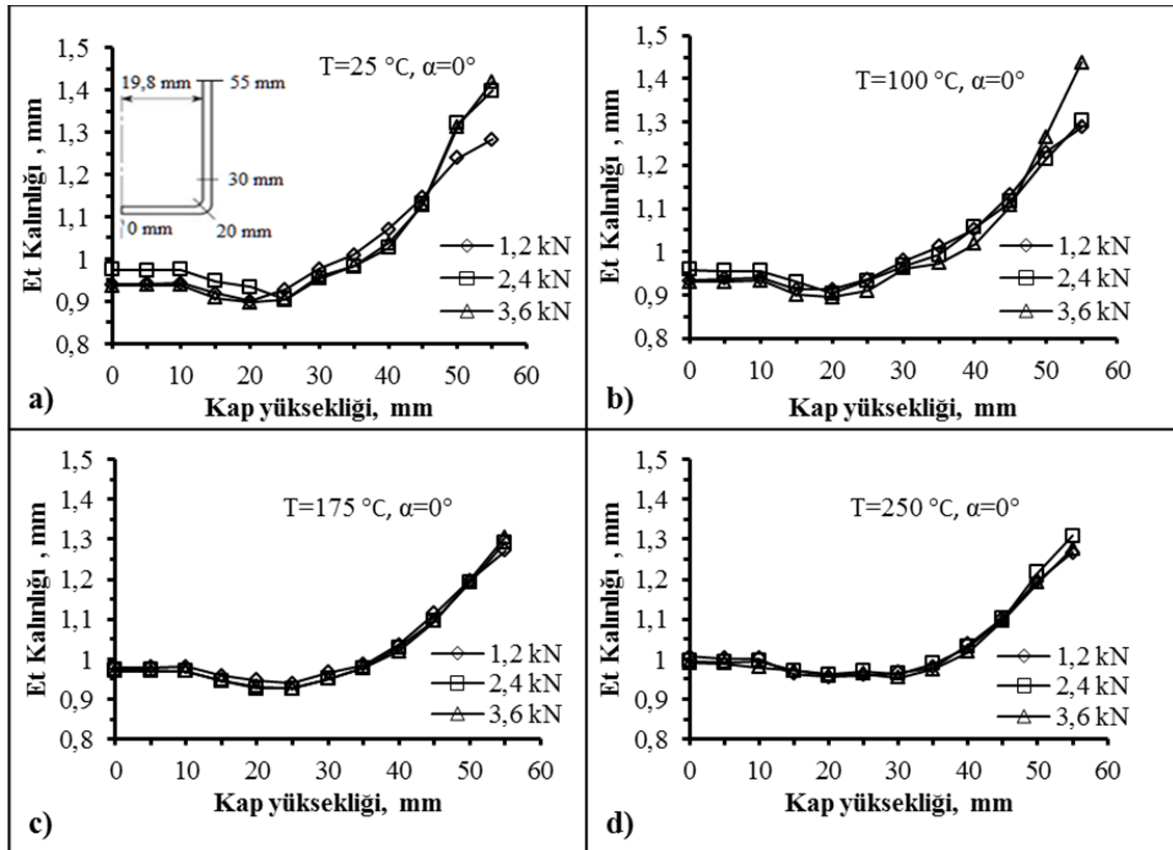 1,5
1,4
1,3
1,2
1,1
1
0,9
0,8
Et Kalınlığı , mm
T=25 °C, α=0°
19,8 mm
55 mm
30 mm
20 mm
0 mm
1,2 kN
2,4 kN
3,6 kN
0 10 20 30 40 50 60
Kap yüksekliği, mm
a)
1,5
1,4
1,3
1,2
1,1
1
0,9
0,8
Et Kalınlığı , mm
T=100 °C, α=0°
1,2 kN
2,4 kN
3,6 kN
0 10 20 30 40 50 60
Kap yüksekliği, mm
b)
1,5
1,4
1,3
1,2
1,1
1
0,9
0,8
Et Kalınlığı , mm
T=175 °C, α=0°
1,2 kN
2,4 kN
3,6 kN
0 10 20 30 40 50 60
Kap yüksekliği, mm
c)
1,5
1,4
1,3
1,2
1,1
1
0,9
0,8
Et Kalınlığı , mm
T=250 °C, α=0°
1,2 kN
2,4 kN
3,6 kN
0 10 20 30 40 50 60
Kap yüksekliği, mm
d)